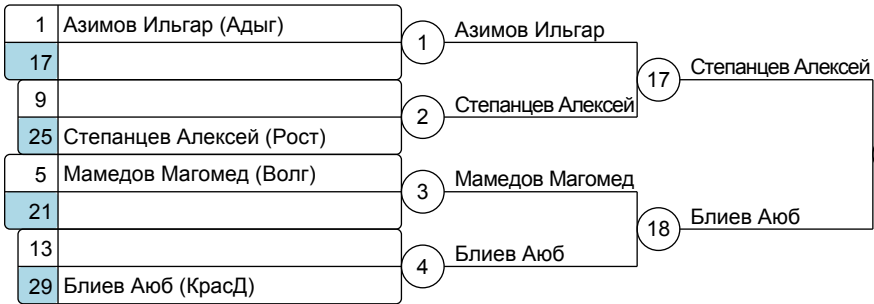 1 Азимов Ильгар (Адыг)
17
1
Азимов Ильгар
9
25 Степанцев Алексей (Рост)
2
Степанцев Алексей
17
Степанцев Алексей
5 Мамедов Магомед (Волг)
21
3
Мамедов Магомед
13
29 Блиев Аюб (КрасД)
4
Блиев Аюб
18
Блиев Аюб